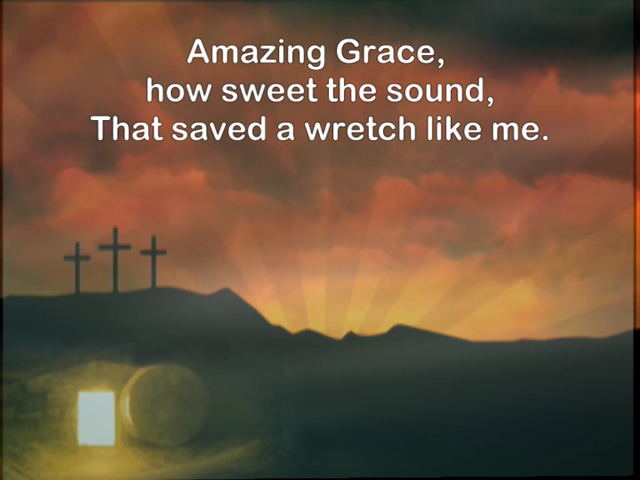 Amazing Grace,
how sweet the sound,
That saved a wretch like me.